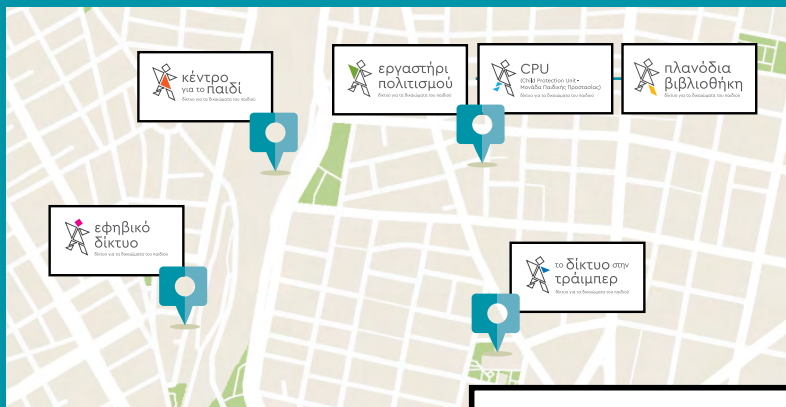 κέντρο
για το παιδί
δίκτυο για τα δικαιώματα του παιδιού
εργαστήρι
πολιτισμού
δίκτυο για τα δικαιώματα του παιδιού
CPU
(Child Protection Unit -
Μονάδα Παιδικής Προστασίας)
δίκτυο για τα δικαιώματα του παιδιού
πλανόδια
βιβλιοθήκη
δίκτυο για τα δικαιώματα του παιδιού
εφηβικό
δίκτυο
δίκτυο για τα δικαιώματα του παιδιού
το δίκτυο στην
τράιμπερ
δίκτυο για τα δικαιώματα του παιδιού